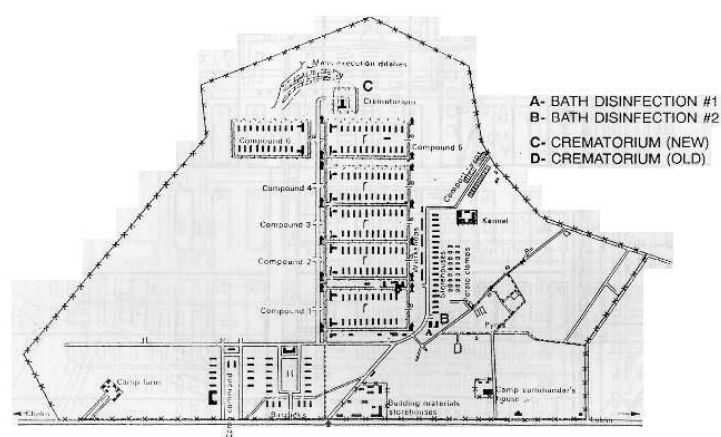 Mass execution ditches
C
Crematorium
A- BATH DISINFECTION #1
B- BATH DISINFECTION #2
C- CREMATORIUM (NEW)
D- CREMATORIUM (OLD)
Compound 6
Compound 5
Compound 4
Compound 3
Compound 2
Compound 1
Kennel
Workshops
Storehouses
B
A
D
Camp farm
Barracks
Building materials
storehouses
Camp commander's
house
Lublin